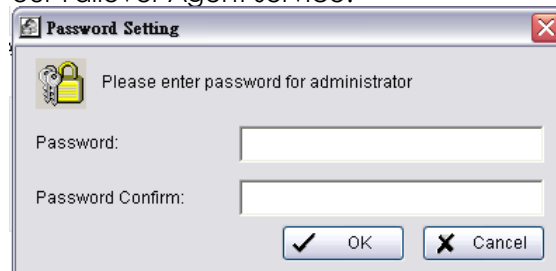 Password Setting
Please enter password for administrator
Password:
Password Confirm:
OK
Cancel